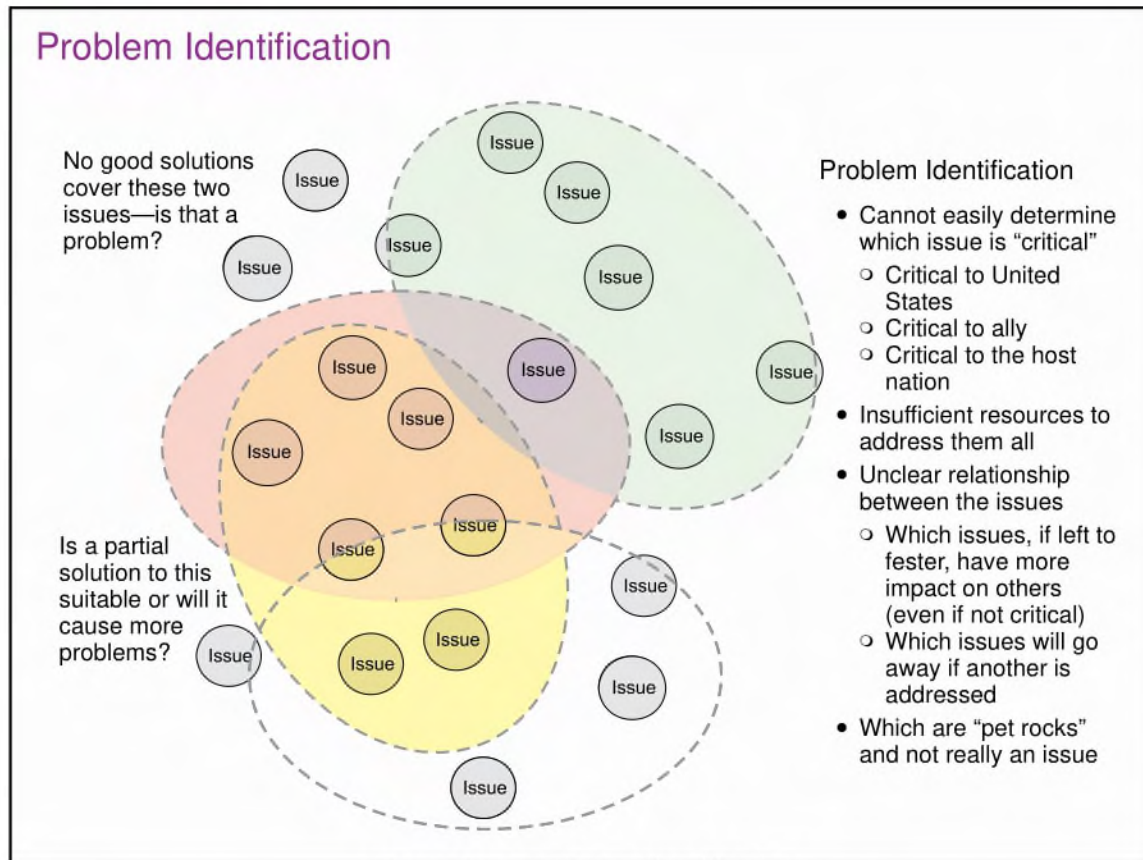 Problem Identification
No good solutions
cover these two
issues—is that a
problem?
Issue
Issue
Issue
Issue
Issue
Issue
Issue
Issue
Issue
Issue
Issue
Issue
Issue
Issue
Is a partial
solution to this
suitable or will it
cause more
problems?
Issue
Issue
Issue
Issue
Issue
Issue
Problem Identification
• Cannot easily determine
which issue is “critical”
○ Critical to United
States
○ Critical to ally
○ Critical to the host
nation
• Insufficient resources to
address them all
• Unclear relationship
between the issues
○ Which issues, if left to
fester, have more
impact on others
(even if not critical)
○ Which issues will go
away if another is
addressed
• Which are “pet rocks”
and not really an issue